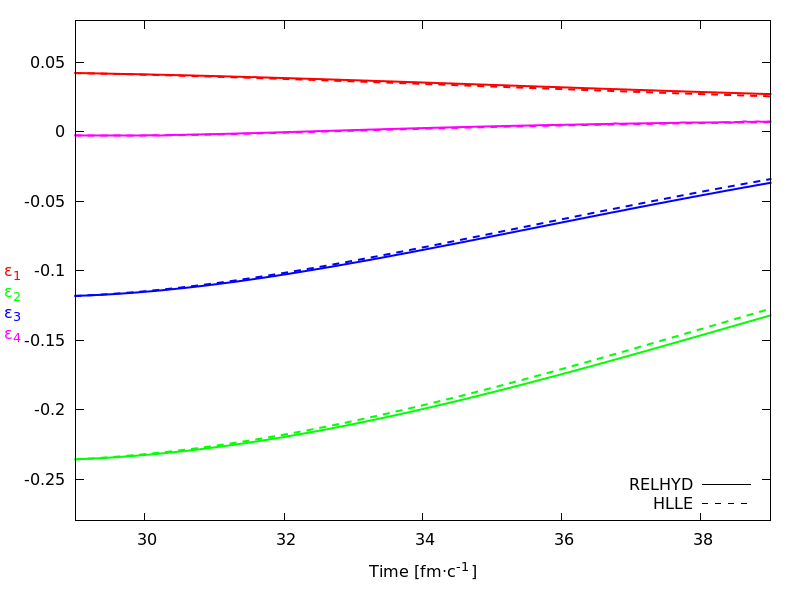 0.05
0
-0.05
-0.1
-0.15
-0.2
-0.25
ε1
ε2
ε3
ε4
RELHYD
HLLE
30 32 34 36 38
Time [fm·c-1]